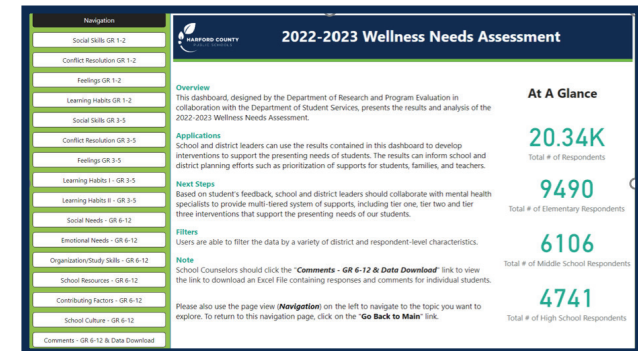 Navigation
Social Skills GR 1-2
Conflict Resolution GR 1-2
Feelings GR 1-2
Learning Habits GR 1-2
Social Skills GR 3-5
Conflict Resolution GR 3-5
Feelings GR 3-5
Learning Habits I - GR 3-5
Learning Habits II - GR 3-5
Social Needs - GR 6-12
Emotional Needs - GR 6-12
Organization/Study Skills - GR 6-12
School Resources - GR 6-12
Contributing Factors - GR 6-12
School Culture - GR 6-12
Comments - GR 6-12 & Data Download
HARFORD COUNTY
PUBLIC SCHOOLS
2022-2023 Wellness Needs Assessment
Overview
This dashboard, designed by the Department of Research and Program Evaluation in
collaboration with the Department of Student Services, presents the results and analysis of the
2022-2023 Wellness Needs Assessment.
Applications
School and district leaders can use the results contained in this dashboard to develop
interventions to support the presenting needs of students. The results can inform school and
district planning efforts such as prioritization of supports for students, families, and teachers.
Next Steps
Based on student's feedback, school and district leaders should collaborate with mental health
specialists to provide multi-tiered system of supports, including tier one, tier two and tier
three interventions that support the presenting needs of our students.
Filters
Users are able to filter the data by a variety of district and respondent-level characteristics.
Note
School Counselors should click the "Comments - GR 6-12 & Data Download" link to view
the link to download an Excel File containing responses and comments for individual students.
Please also use the page view (Navigation) on the left to navigate to the topic you want to
explore. To return to this navigation page, click on the "Go Back to Main" link.
At A Glance
20.34K
Total # of Respondents
9490
Total # of Elementary Respondents
6106
Total # of Middle School Respondents
4741
Total # of High School Respondents